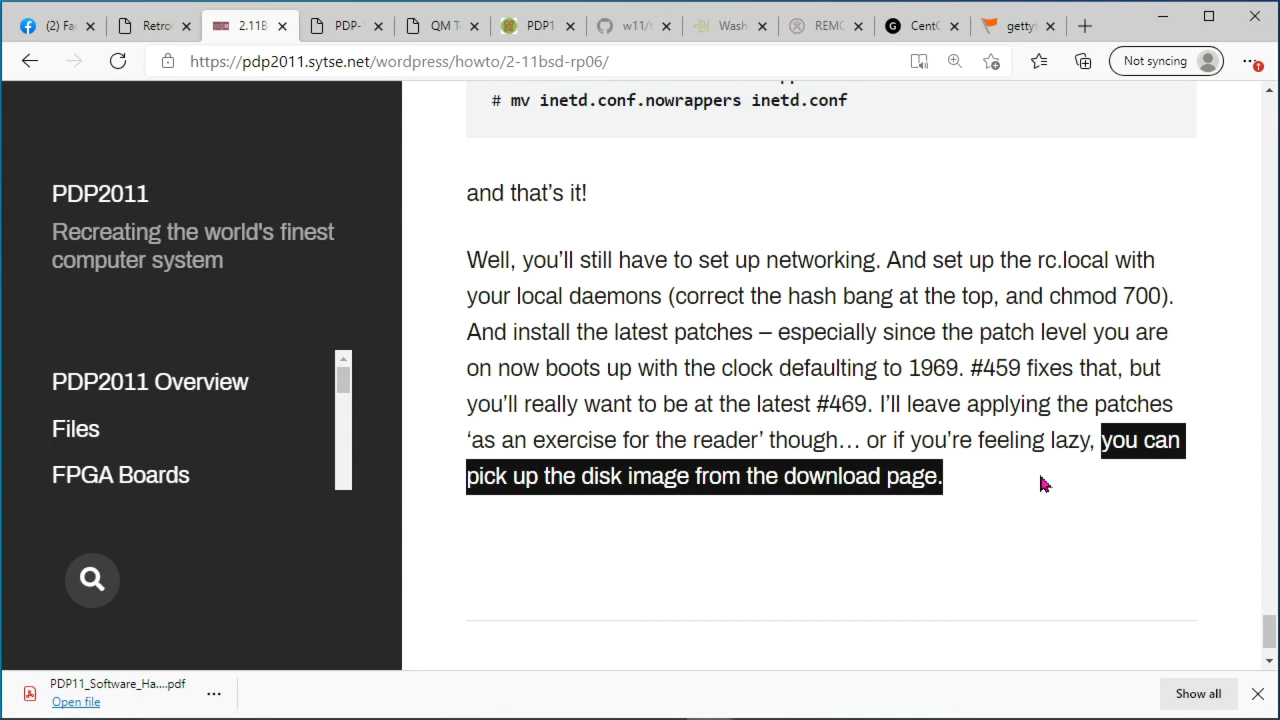 (2) Fa
Retro
2.11B
PDP-
QM T
PDP1
w11/
Wash
REMO
CentO
getty
https://pdp2011.sytse.net/wordpress/howto/2-11bsd-rp06/
Not syncing
# mv inetd.conf.nowrappers inetd.conf
PDP2011
Recreating the world's finest
computer system
PDP2011 Overview
Files
FPGA Boards
and that’s it!
Well, you’ll still have to set up networking. And set up the rc.local with
your local daemons (correct the hash bang at the top, and chmod 700).
And install the latest patches – especially since the patch level you are
on now boots up with the clock defaulting to 1969. #459 fixes that, but
you’ll really want to be at the latest #469. I’ll leave applying the patches
‘as an exercise for the reader’ though… or if you’re feeling lazy, you can
pick up the disk image from the download page.
PDP11_Software_Ha....pdf
Open file
Show all